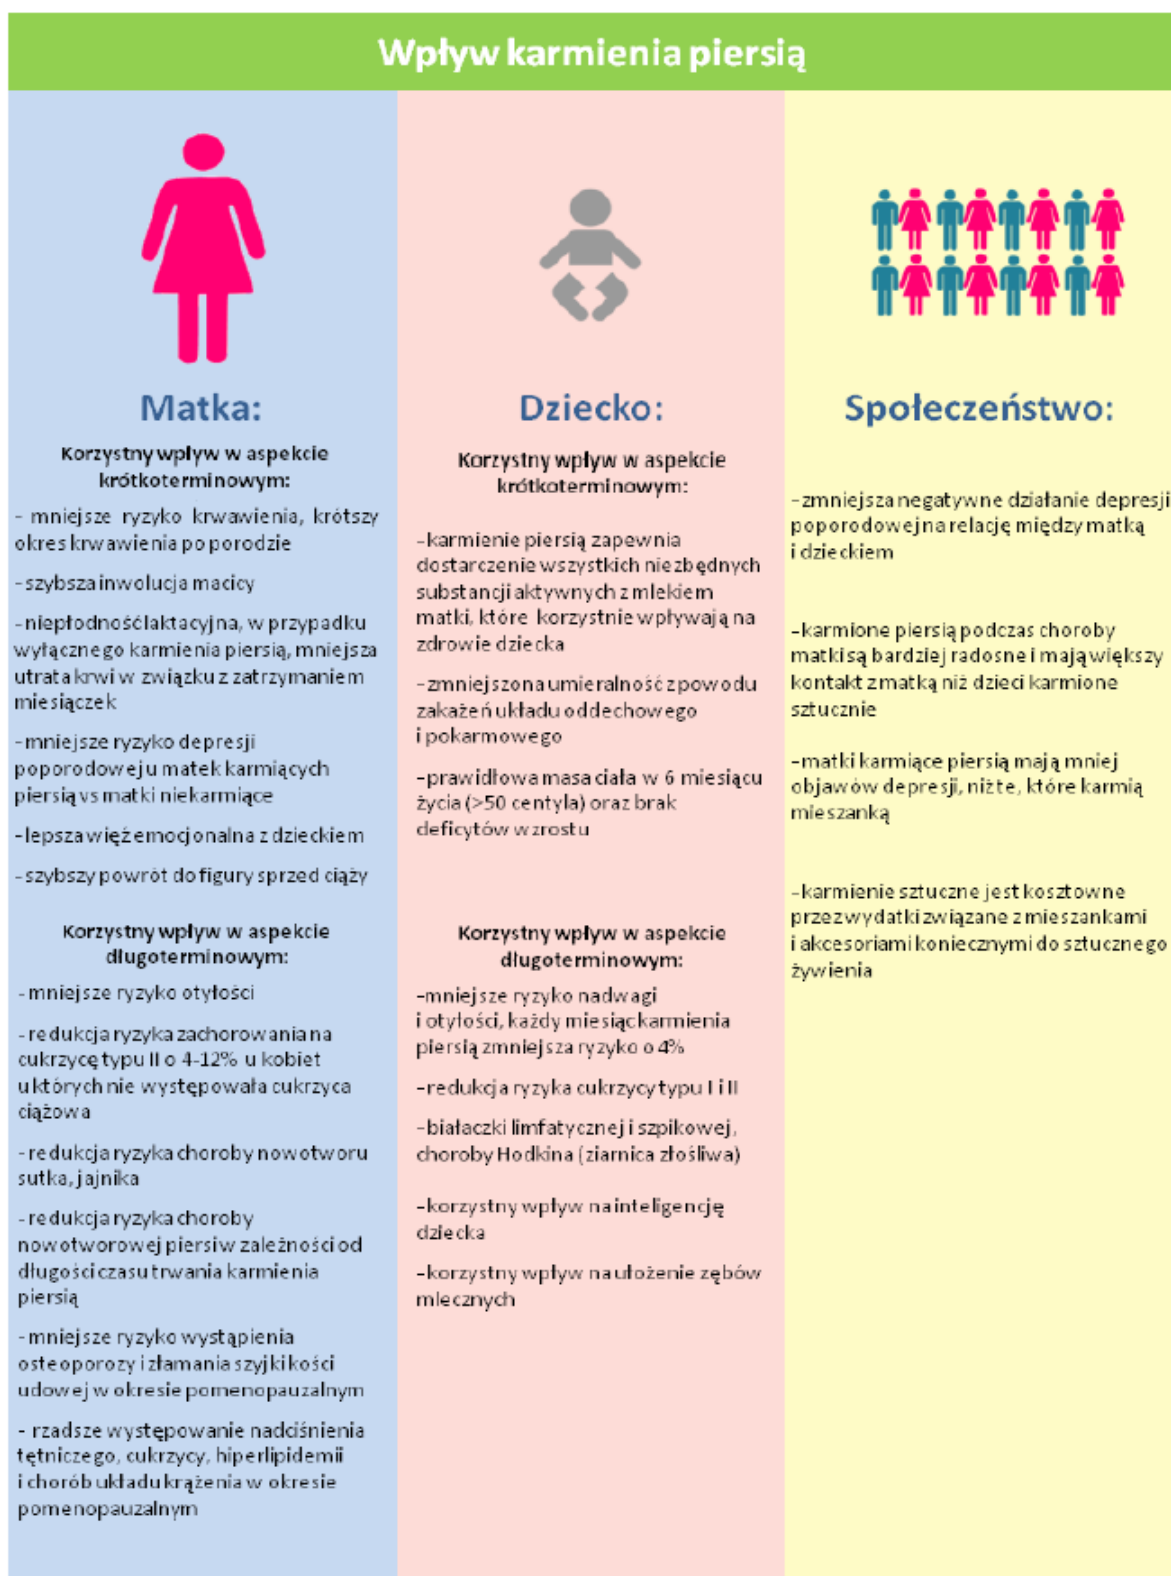 Wpływ karmienia piersią
Matka:
Korzystny wpływ w aspekcie
krótkoterminowym:
- mniejsze ryzyko krwawienia, krótszy
okres krwawienia po porodzie
- szybsza inwolucja macicy
-niepłodność laktacyjna, w przypadku
wyłącznego karmienia piersią, mniejsza
utrata krwi w związku z zatrzymaniem
miesiączek
-mniejsze ryzyko depresji
poporodowej u matek karmiących
piersią vs matki niekarmiące
-lepsza więź emocjonalna z dzieckiem
- szybszy powrót do figury sprzed ciąży
Korzystny wpływ w aspekcie
długoterminowym:
- mniejsze ryzyko otyłości
- redukcja ryzyka zachorowania na
cukrzycę typu II o 4-12% u kobiet
u których nie występowała cukrzyca
ciążowa
- redukcja ryzyka choroby nowotworu
sutka, jajnika
- redukcja ryzyka choroby
nowotworowej piersi w zależności od
długości czasu trwania karmienia
piersią
- mniejsze ryzyko wystąpienia
osteoporozy i złamania szyjki kości
udowej w okresie pomenopauzalnym
- rzadsze występowanie nadciśnienia
tętniczego, cukrzycy, hiperlipidemii
i chorób układu krążenia w okresie
pomenopauzalnym
Dziecko:
Korzystny wpływ w aspekcie
krótkoterminowym:
-karmienie piersią zapewnia
dostarczenie wszystkich niezbędnych
substancji aktywnych z mlekiem
matki, które korzystnie wpływają na
zdrowie dziecka
-zmniejszona umieralność z powodu
zakażeń układu oddechowego
i pokarmowego
-prawidłowa masa ciała w 6 miesiącu
życia (>50 centyla) oraz brak
deficytów wzrostu
Korzystny wpływ w aspekcie
długoterminowym:
-mniejsze ryzyko nadwagi
i otyłości, każdy miesiąc karmienia
piersią zmniejsza ryzyko o 4%
-redukcja ryzyka cukrzycy typu I i II
-białaczki limfatycznej i szpikowej,
choroby Hodkina (ziarnica złośliwa)
-korzystny wpływ na inteligencję
dziecka
-korzystny wpływ na ułożenie zębów
mlecznych
Społeczeństwo:
-zmniejsza negatywne działanie depresji
poporodowej na relację między matką
i dzieckiem
-karmione piersią podczas choroby
matki są bardziej radosne i mają większy
kontakt z matką niż dzieci karmione
sztucznie
-matki karmiące piersią mają mniej
objawów depresji, niż te, które karmią
mieszanką
-karmienie sztuczne jest kosztowne
przez wydatki związane z mieszankami
i akcesoriami koniecznymi do sztucznego
żywienia